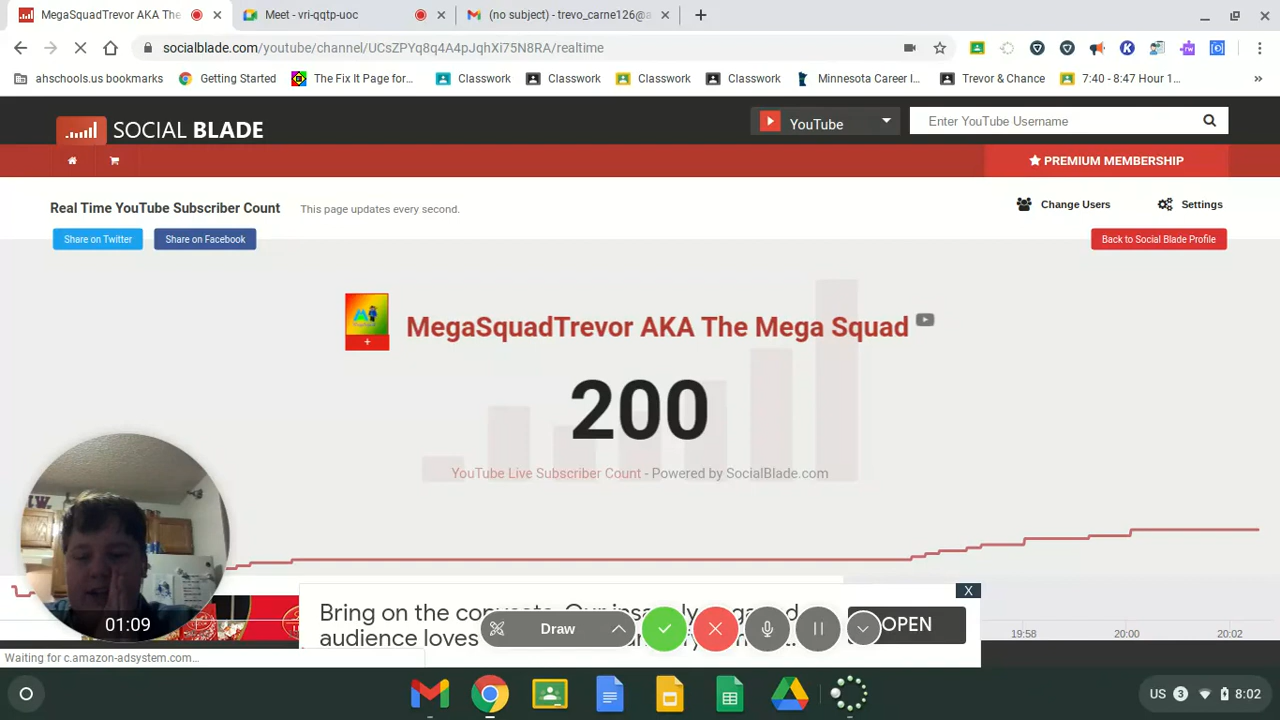 MegaSquadTrevor AKA The
Meet - vri-qqtp-uoc
(no subject) - trevo_carne126@a
socialblade.com/youtube/channel/UCsZPYq8q4A4pJqhXi75N8RA/realtime
ahschools.us bookmarks
Getting Started
The Fix It Page for...
Classwork
Classwork
Classwork
Classwork
Minnesota Career I...
Trevor & Chance
7:40 - 8:47 Hour 1...
SOCIAL BLADE
YouTube
Enter YouTube Username
PREMIUM MEMBERSHIP
Real Time YouTube Subscriber Count
This page updates every second.
Change Users
Settings
Share on Twitter
Share on Facebook
Back to Social Blade Profile
MegaSquadTrevor AKA The Mega Squad
+
200
YouTube Live Subscriber Count - Powered by SocialBlade.com
X
Bring on the
audience loves
Draw
OPEN
01:09
19:58
20:00
20:02
Waiting for c.amazon-adsystem.com...
US
3
8:02